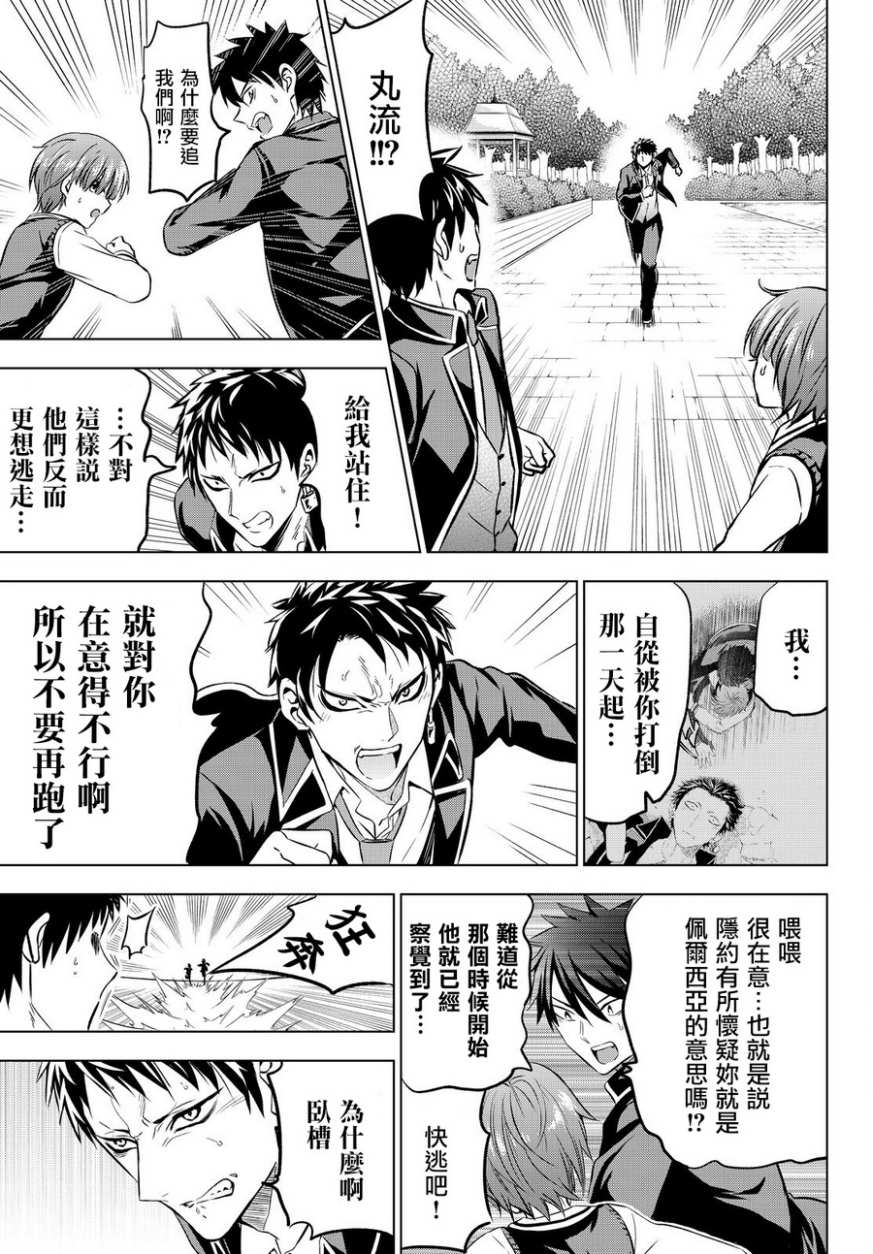 丸流!!?
為什麼要追
我們啊!?
給我站住！
…不對
這樣說
他們反而
更想逃走…
我…
自從被你打倒
那一天起…
就對你
在意得不行啊
所以不要再跑了
喂喂
很在意…也就是説
隱約有所懷疑妳就是
佩爾西亞的意思嗎!?
難道從
那個時候開始
他就已經
察覺到了…
快逃吧！
狂奔
為什麼啊
臥槽